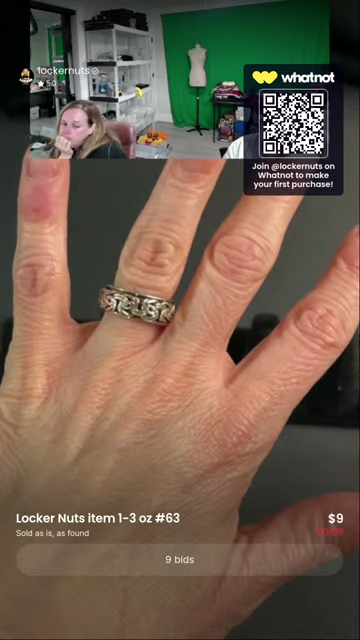 lockernuts
5.0
whatnot
Join @lockernuts on
Whatnot to make
your first purchase!
Locker Nuts item 1-3 oz #63
$9
Sold as is, as found
9 bids